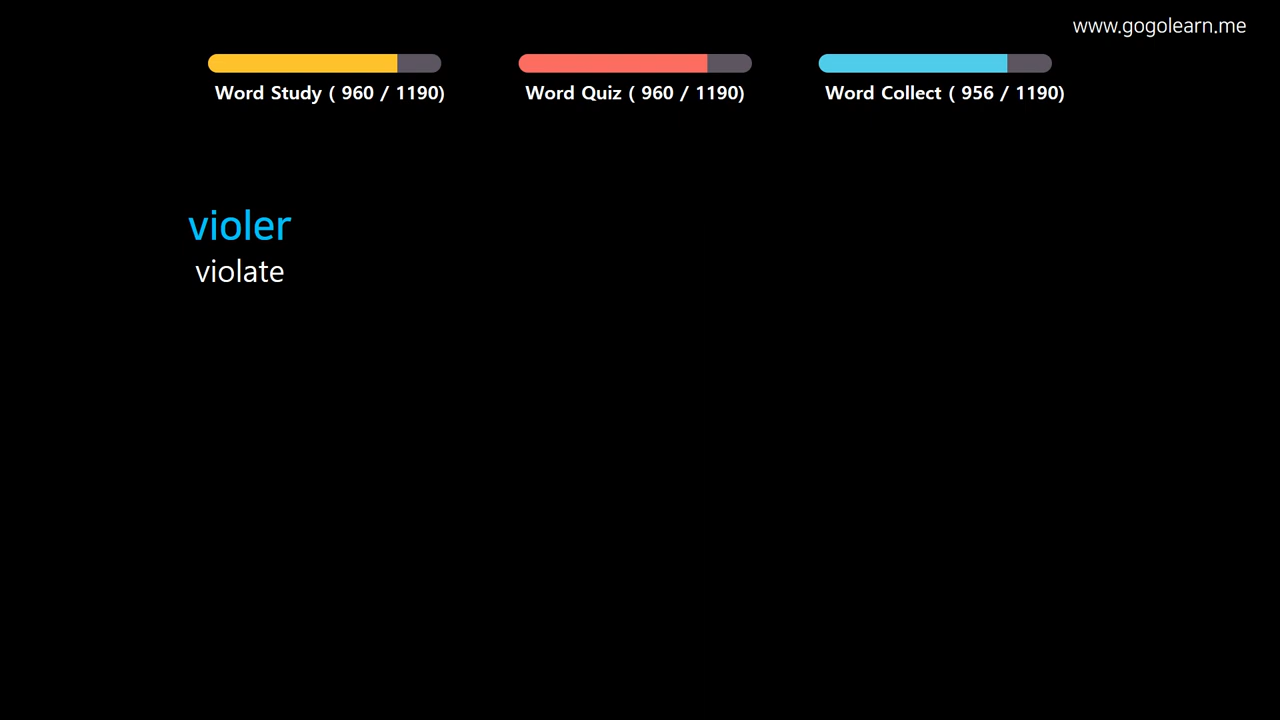 www.gogolearn.me
Word Study ( 960 / 1190)
Word Quiz ( 960 / 1190)
Word Collect ( 956 / 1190)
violer
violate